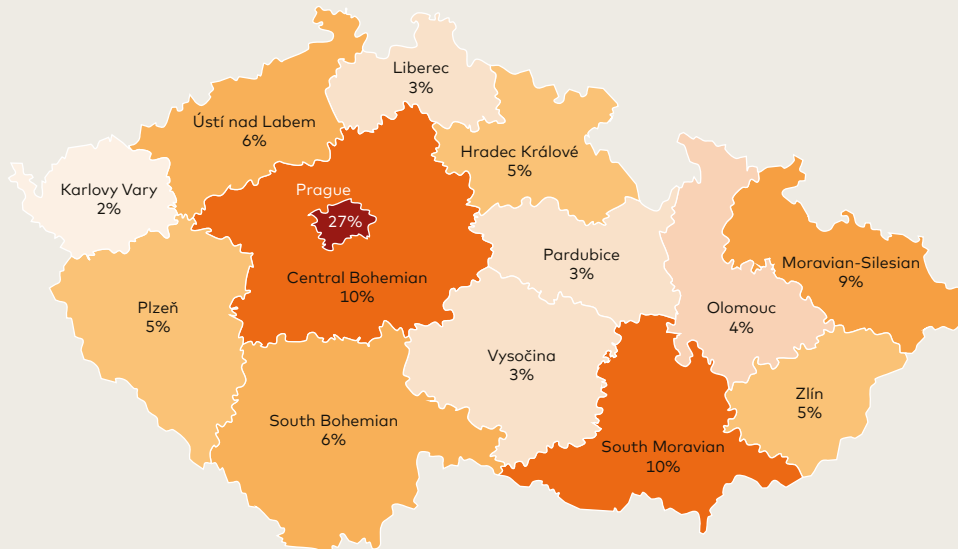 Liberec
3%
Ústí nad Labem
6%
Hradec Králové
5%
Karlovy Vary
2%
Prague
27%
Pardubice
3%
Moravian-Silesian
9%
Central Bohemian
10%
Plzeň
5%
Olomouc
4%
Vysočina
3%
Zlín
5%
South Bohemian
6%
South Moravian
10%